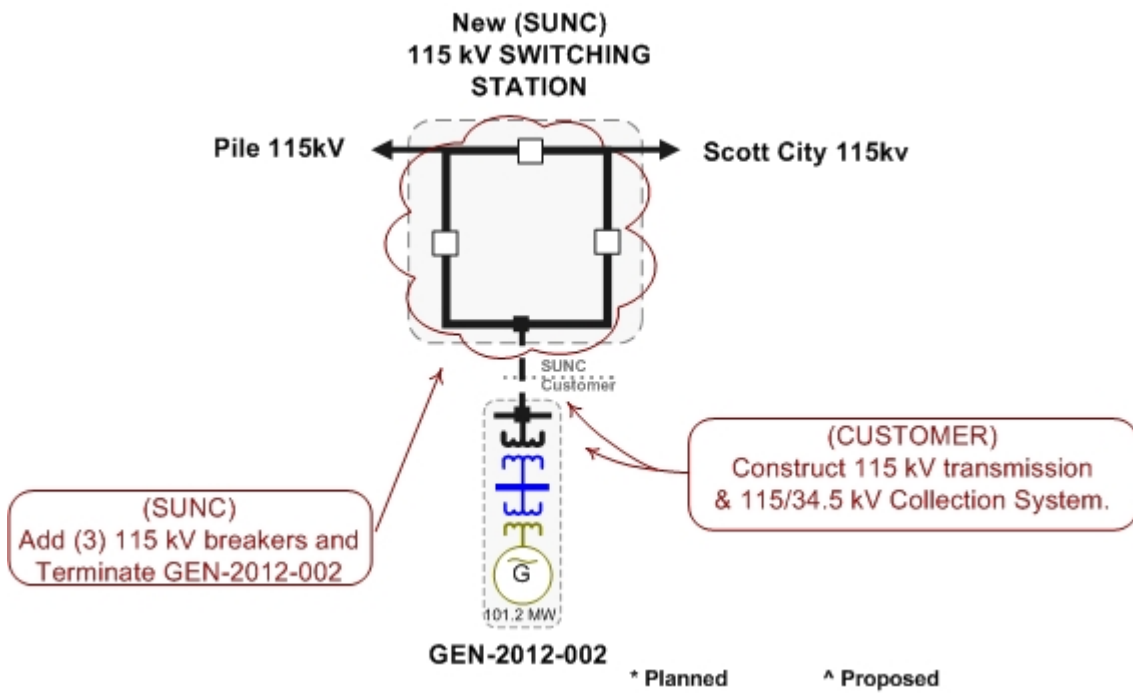 New (SUNC)
115 kV SWITCHING
STATION
Pile 115kV
Scott City 115kv
SUNC
Customer
(CUSTOMER)
Construct 115 kV transmission
& 115/34.5 kV Collection System.
(SUNC)
Add (3) 115 kV breakers and
Terminate GEN-2012-002
G
101.2 MW
GEN-2012-002
* Planned
^ Proposed